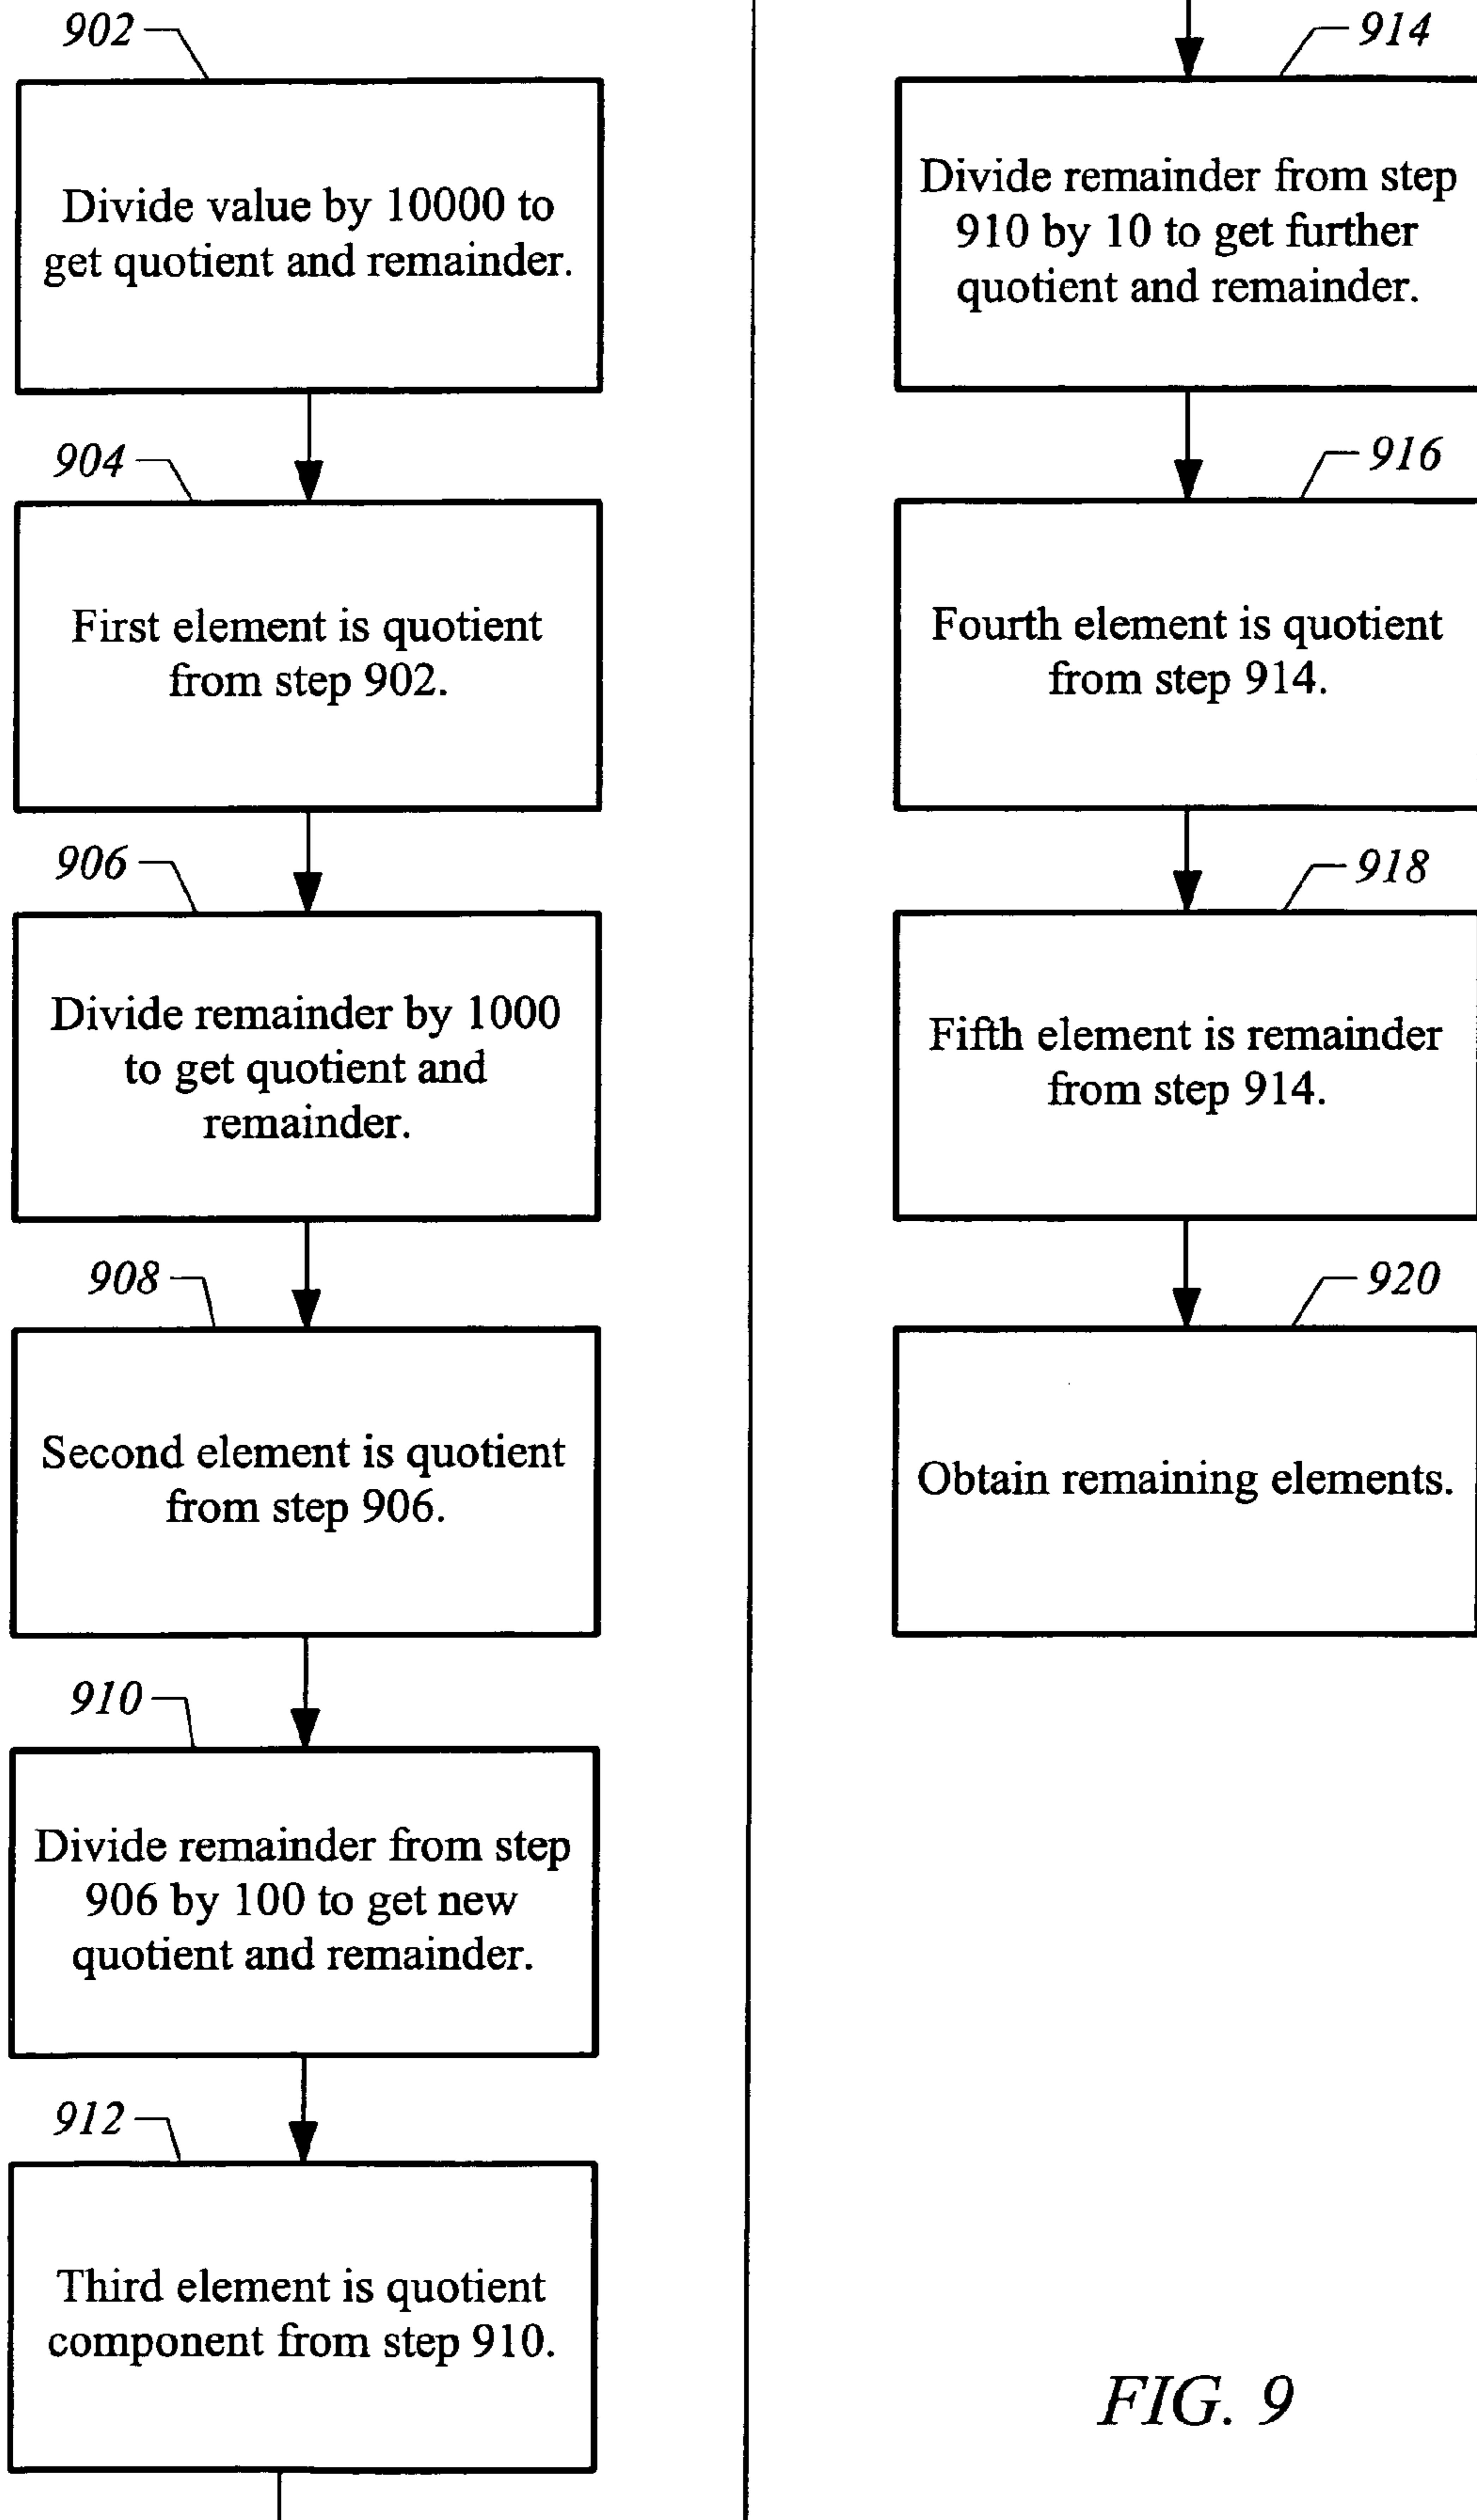 902
Divide value by 10000 to
get quotient and remainder.
904
First element is quotient
from step 902.
906
Divide remainder by 1000
to get quotient and
remainder.
908
Second element is quotient
from step 906.
910
Divide remainder from step
906 by 100 to get new
quotient and remainder.
912
Third element is quotient
component from step 910.
914
Divide remainder from step
910 by 10 to get further
quotient and remainder.
916
Fourth element is quotient
from step 914.
918
Fifth element is remainder
from step 914.
920
Obtain remaining elements.
FIG. 9